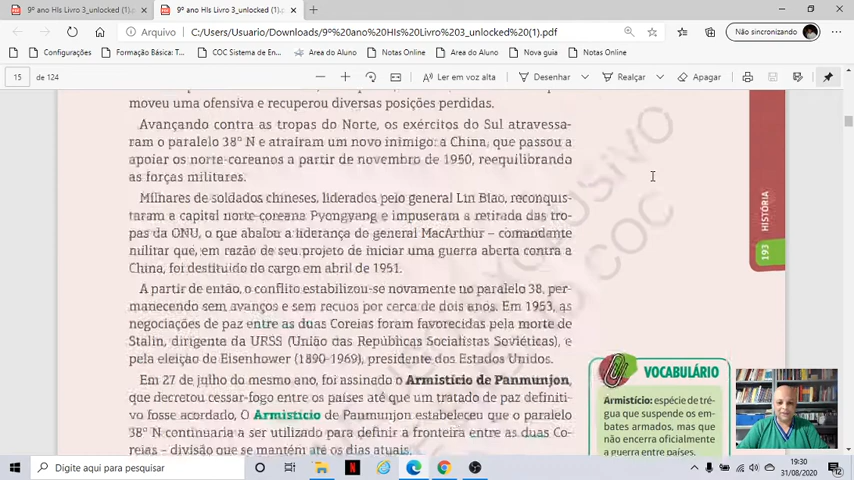 9º ano HIs Livro 3_unlocked (1).p
9º ano HIs Livro 3_unlocked (1).p
Arquivo
C:/Users/Usuario/Downloads/9º%20ano%20HIs%20Livro%203_unlocked%20(1).pdf
Não sincronizando
Configurações
Formação Básica: T...
COC Sistema de En...
Area do Aluno
Notas Online
Area do Aluno
Nova guia
Notas Online
15 de 124
Ler em voz alta
Desenhar
Realçar
Apagar
moveu uma ofensiva e recuperou diversas posições perdidas.
Avançando contra as tropas do Norte, os exércitos do Sul atravessa-
ram o paralelo 38º N e atraíram um novo inimigo: a China, que passou a
apoiar os norte-coreanos a partir de novembro de 1950, reequilibrando
as forças militares.
Milhares de soldados chineses, liderados pelo general Lin Biao, reconquis-
taram a capital norte-coreana Pyongyang e impuseram a retirada das tro-
pas da ONU, o que abalou a liderança do general MacArthur – comandante
militar que, em razão de seu projeto de iniciar uma guerra aberta contra a
China, foi destituído do cargo em abril de 1951.
A partir de então, o conflito estabilizou-se novamente no paralelo 38, per-
manecendo sem avanços e sem recuos por cerca de dois anos. Em 1953, as
negociações de paz entre as duas Coreias foram favorecidas pela morte de
Stalin, dirigente da URSS (União das Repúblicas Socialistas Soviéticas), e
pela eleição de Eisenhower (1890-1969), presidente dos Estados Unidos.
Em 27 de julho do mesmo ano, foi assinado o Armistício de Panmunjon,
que decretou cessar-fogo entre os países até que um tratado de paz definiti-
vo fosse acordado. O Armistício de Panmunjon estabeleceu que o paralelo
38º N continuaria a ser utilizado para definir a fronteira entre as duas Co-
reias – divisão que se mantém até os dias atuais.
EXCLUSIVO
COC
HISTÓRIA
193
VOCABULÁRIO
Armistício: espécie de tré-
gua que suspende os em-
bates armados, mas que
não encerra oficialmente
a guerra entre países.
Digite aqui para pesquisar
19:30
31/08/2020
12